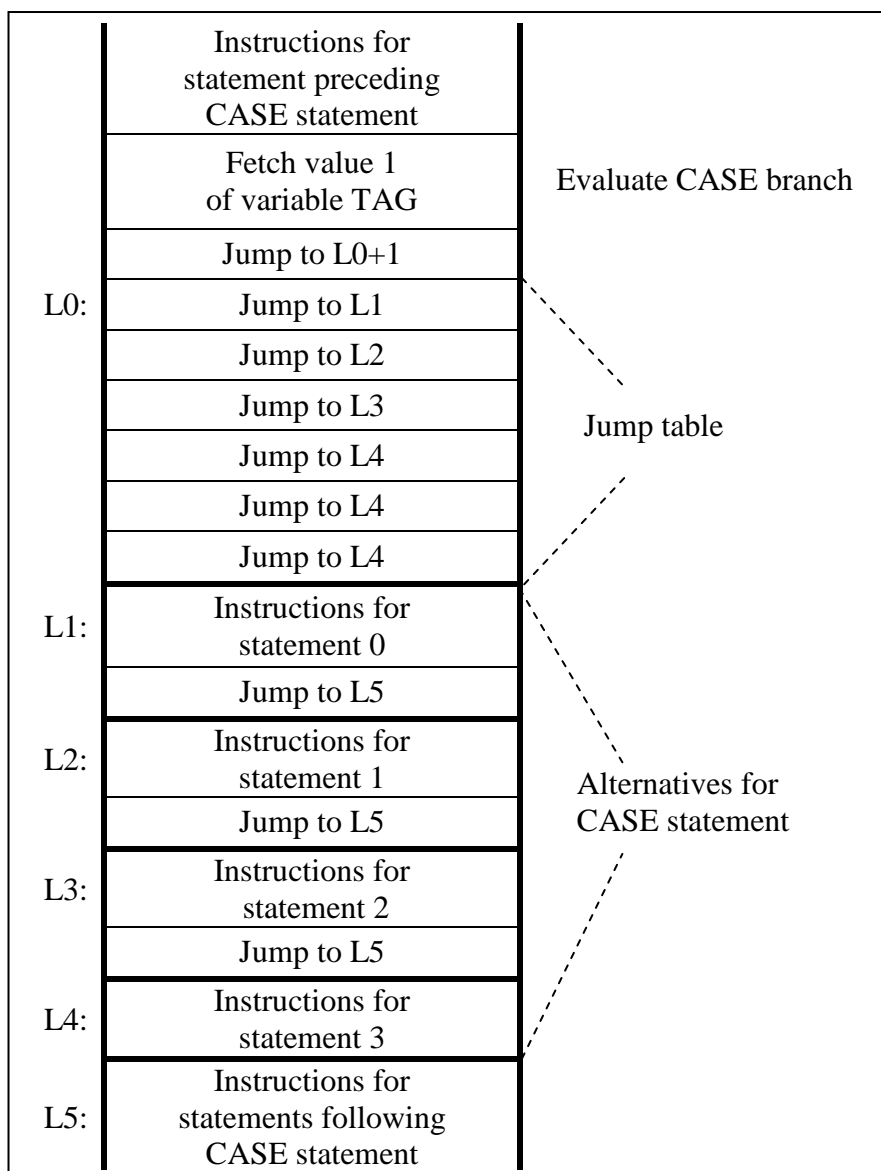 Instructions for
statement preceding
CASE statement
Fetch value 1
of variable TAG
Evaluate CASE branch
Jump to L0+1
L0:
Jump to L1
Jump to L2
Jump to L3
Jump table
Jump to L4
Jump to L4
Jump to L4
L1:
Instructions for
statement 0
Jump to L5
L2:
Instructions for
statement 1
Alternatives for
CASE statement
Jump to L5
L3:
Instructions for
statement 2
Jump to L5
L4:
Instructions for
statement 3
L5:
Instructions for
statements following
CASE statement